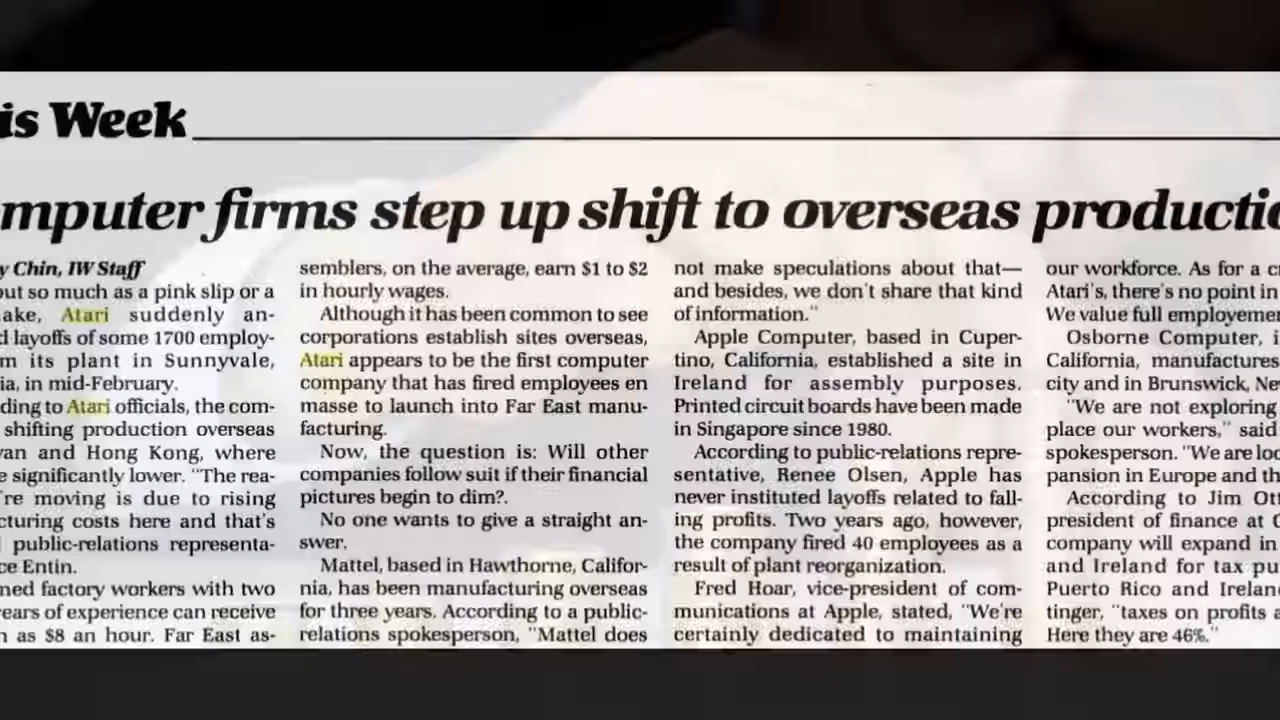 is Week
mputer firms step up shift to overseas productio
y Chin, IW Staff
out so much as a pink slip or a
ake, Atari suddenly an-
d layoffs of some 1700 employ-
m its plant in Sunnyvale,
ia, in mid-February.
ding to Atari officials, the com-
shifting production overseas
van and Hong Kong, where
e significantly lower. "The rea-
're moving is due to rising
cturing costs here and that's
public-relations representa-
ce Entin.
ned factory workers with two
ears of experience can receive
h as $8 an hour. Far East as-
semblers, on the average, earn $1 to $2
in hourly wages.
Although it has been common to see
corporations establish sites overseas,
Atari appears to be the first computer
company that has fired employees en
masse to launch into Far East manu-
facturing.
Now, the question is: Will other
companies follow suit if their financial
pictures begin to dim?.
No one wants to give a straight an-
swer.
Mattel, based in Hawthorne, Califor-
nia, has been manufacturing overseas
for three years. According to a public-
relations spokesperson, "Mattel does
not make speculations about that—
and besides, we don't share that kind
of information."
Apple Computer, based in Cuper-
tino, California, established a site in
Ireland for assembly purposes.
Printed circuit boards have been made
in Singapore since 1980.
According to public-relations repre-
sentative, Renee Olsen, Apple has
never instituted layoffs related to fall-
ing profits. Two years ago, however,
the company fired 40 employees as a
result of plant reorganization.
Fred Hoar, vice-president of com-
munications at Apple, stated, "We're
certainly dedicated to maintaining
our workforce. As for a c
Atari's, there's no point in
We value full employemen
Osborne Computer, i
California, manufactures
city and in Brunswick, Ne
"We are not exploring
place our workers," said
spokesperson. "We are loo
pansion in Europe and th
According to Jim Ott
president of finance at
company will expand in
and Ireland for tax pu
Puerto Rico and Irelan
tinger, "taxes on profits a
Here they are 46%."